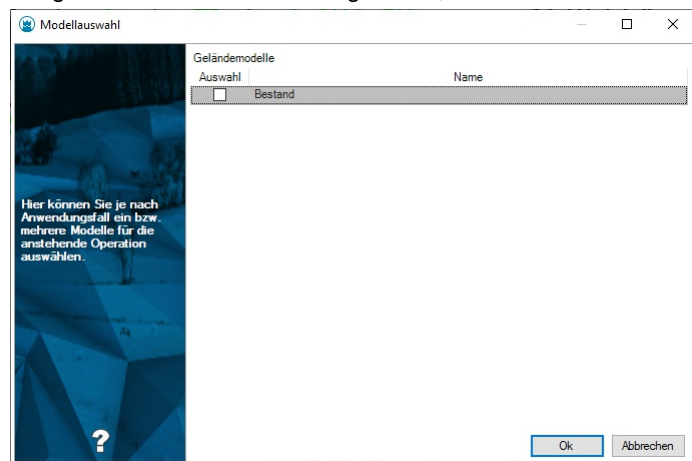 Modellauswahl
Geländemodelle
Auswahl Name
Bestand
Hier können Sie je nach
Anwendungsfall ein bzw.
mehrere Modelle für die
anstehende Operation
auswählen.
?
Ok Abbrechen